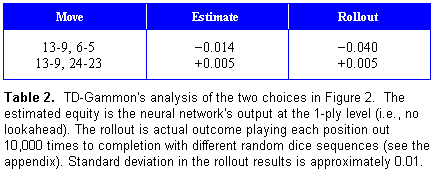 Move Estimate Rollout
13-9, 6-5 −0.014 −0.040
13-9, 24-23 +0.005 +0.005
Table 2. TD-Gammon's analysis of the two choices in Figure 2. The
estimated equity is the neural network's output at the 1-ply level (i.e., no
lookahead). The rollout is actual outcome playing each position out
10,000 times to completion with different random dice sequences (see the
appendix). Standard deviation in the rollout results is approximately 0.01.